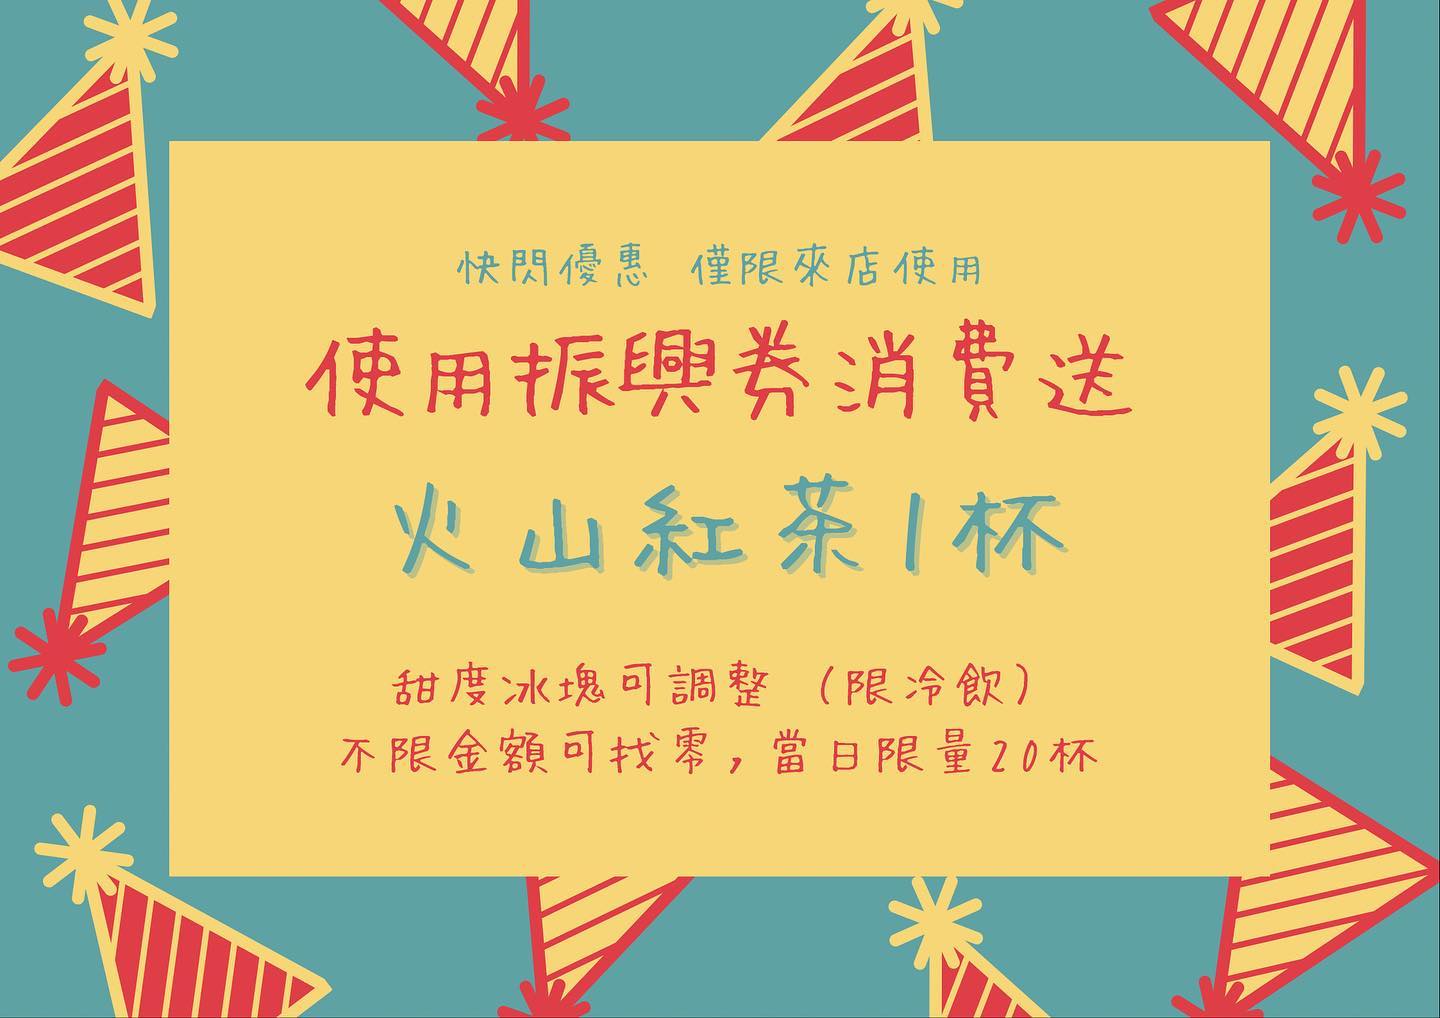 快閃優惠 僅限來店使用
使用振興券消費送
火山紅茶1杯
甜度冰塊可調整 （限冷飲）
不限金額可找零，當日限量20杯